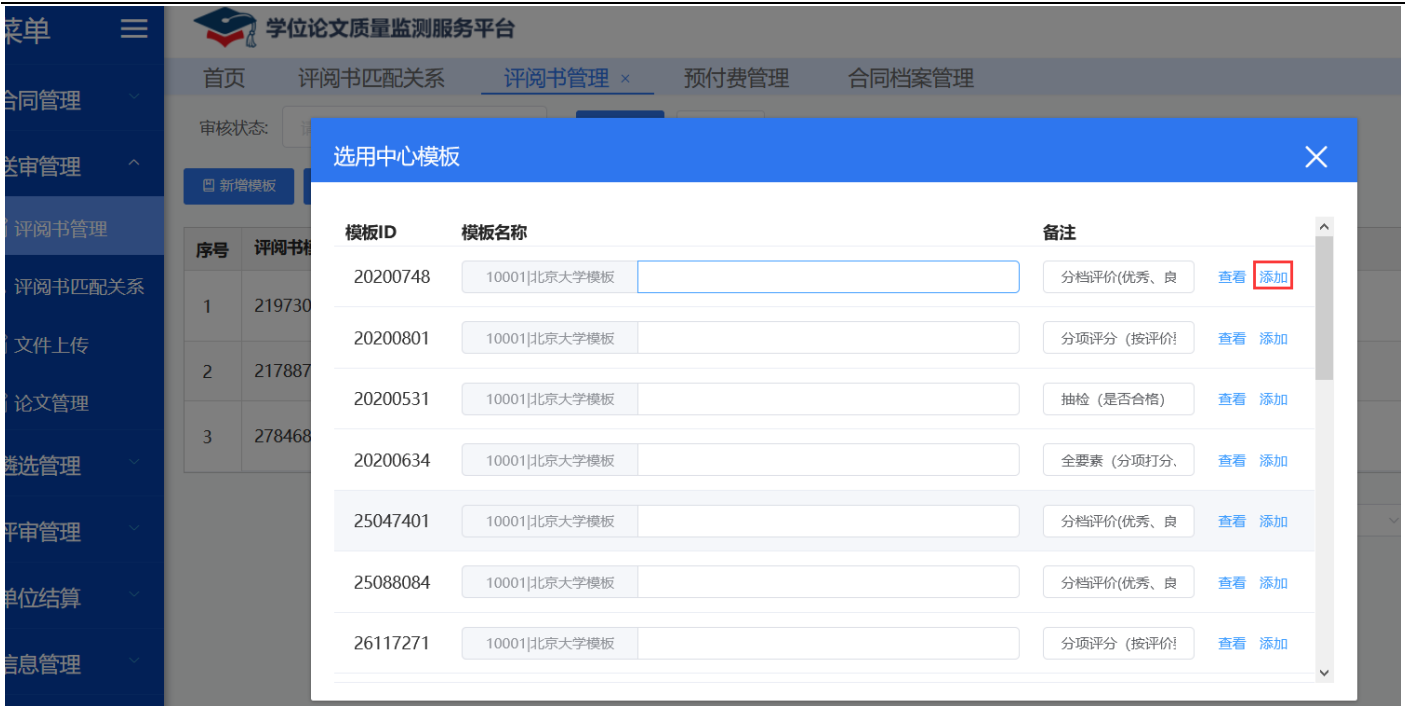 菜单
学位论文质量监测服务平台
首页 评阅书匹配关系 评阅书管理 × 预付费管理 合同档案管理
合同管理
审核状态:
选用中心模板
送审管理
新增模板
评阅书管理
模板ID 模板名称 备注
序号 评阅书模
20200748 10001|北京大学模板 分档评价(优秀、良 查看 添加
评阅书匹配关系
1 219730
20200801 10001|北京大学模板 分项评分（按评价 查看 添加
文件上传
2 217887
20200531 10001|北京大学模板 抽检（是否合格） 查看 添加
论文管理
3 278468
20200634 10001|北京大学模板 全要素（分项打分、 查看 添加
遴选管理
25047401 10001|北京大学模板 分档评价(优秀、良 查看 添加
评审管理
25088084 10001|北京大学模板 分档评价(优秀、良 查看 添加
单位结算
26117271 10001|北京大学模板 分项评分（按评价 查看 添加
信息管理